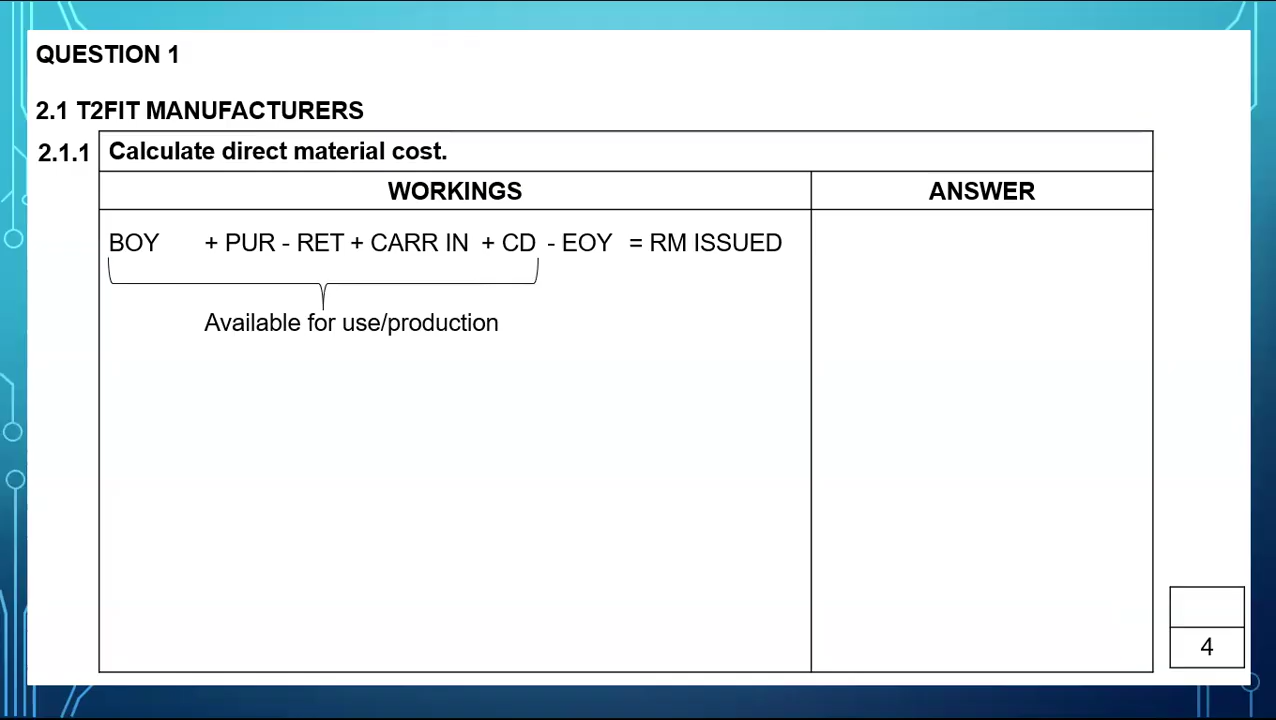 QUESTION 1
2.1 T2FIT MANUFACTURERS
2.1.1 Calculate direct material cost.
WORKINGS ANSWER
BOY + PUR - RET + CARR IN + CD - EOY = RM ISSUED
Available for use/production
4